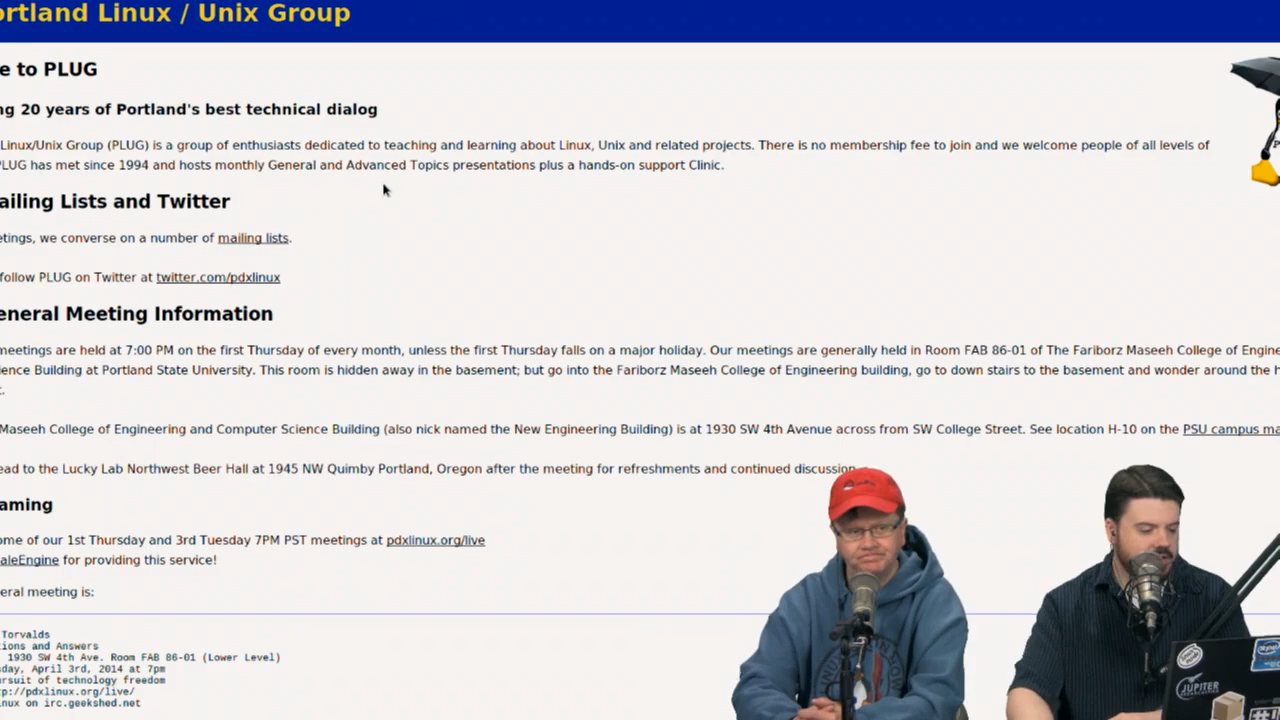 ortland Linux / Unix Group
e to PLUG
ng 20 years of Portland's best technical dialog
Linux/Unix Group (PLUG) is a group of enthusiasts dedicated to teaching and learning about Linux, Unix and related projects. There is no membership fee to join and we welcome people of all levels of
PLUG has met since 1994 and hosts monthly General and Advanced Topics presentations plus a hands-on support Clinic.
ailing Lists and Twitter
etings, we converse on a number of mailing lists.
follow PLUG on Twitter at twitter.com/pdxlinux
eneral Meeting Information
meetings are held at 7:00 PM on the first Thursday of every month, unless the first Thursday falls on a major holiday. Our meetings are generally held in Room FAB 86-01 of The Fariborz Maseeh College of Engine
ience Building at Portland State University. This room is hidden away in the basement; but go into the Fariborz Maseeh College of Engineering building, go to down stairs to the basement and wonder around the h
t.
Maseeh College of Engineering and Computer Science Building (also nick named the New Engineering Building) is at 1930 SW 4th Avenue across from SW College Street. See location H-10 on the PSU campus ma
ead to the Lucky Lab Northwest Beer Hall at 1945 NW Quimby Portland, Oregon after the meeting for refreshments and continued discussion
aming
ome of our 1st Thursday and 3rd Tuesday 7PM PST meetings at pdxlinux.org/live
aleEngine for providing this service!
eral meeting is:
Torvalds
tions and Answers
1930 SW 4th Ave. Room FAB 86-01 (Lower Level)
sday, April 3rd, 2014 at 7pm
rsuit of technology freedom
tp://pdxlinux.org/live/
nux on irc.geekshed.net
JUPITER
BROADCASTING